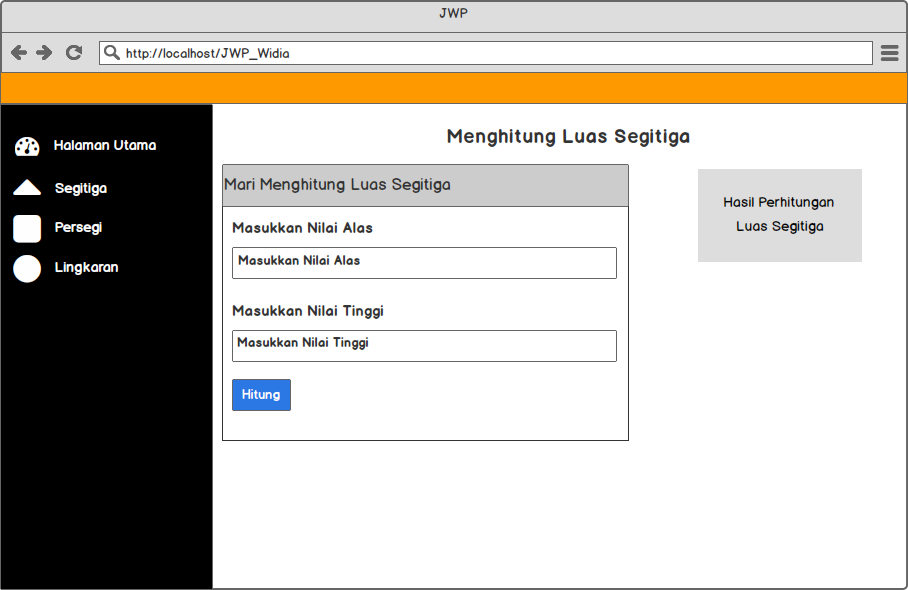 JWP
http://localhost/JWP_Widia
Halaman Utama
Segitiga
Persegi
Lingkaran
Menghitung Luas Segitiga
Mari Menghitung Luas Segitiga
Masukkan Nilai Alas
Masukkan Nilai Alas
Masukkan Nilai Tinggi
Masukkan Nilai Tinggi
Hitung
Hasil Perhitungan
Luas Segitiga